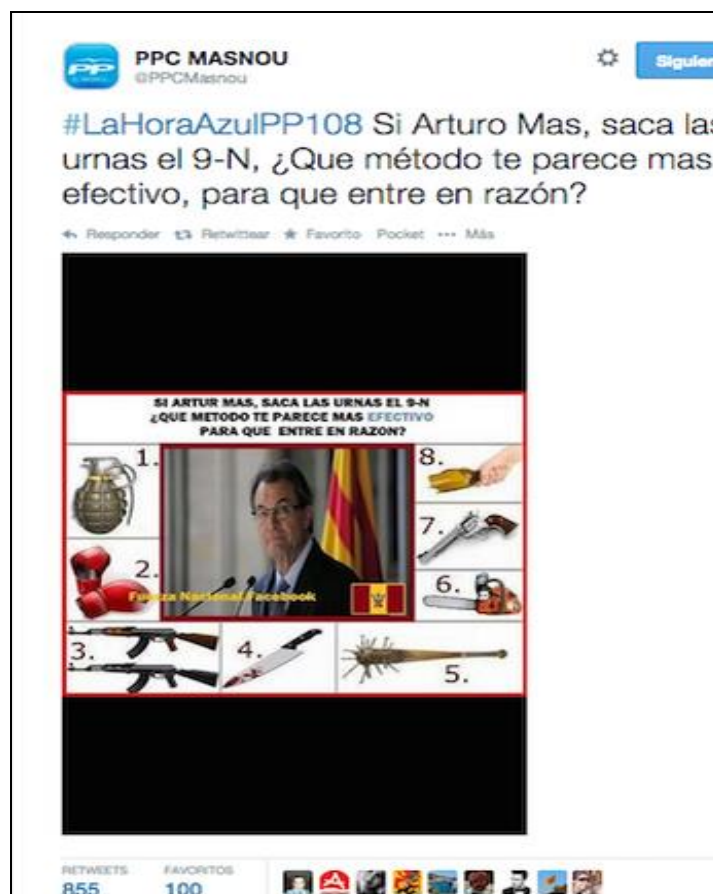 PPC MASNOU
@PPCMasnou
Siguier
#LaHoraAzulPP108 Si Arturo Mas, saca las
urnas el 9-N, ¿Que método te parece mas
efectivo, para que entre en razón?
Responder Retwittear Favorito Pocket ••• Más
SI ARTUR MAS, SACA LAS URNAS EL 9-N
¿QUE METODO TE PARECE MAS EFECTIVO
PARA QUE ENTRE EN RAZON?
1.
8.
7.
2.
Fuerza Nacional Facebook
6.
3.
4.
5.
RETWEETS FAVORITOS
855 100